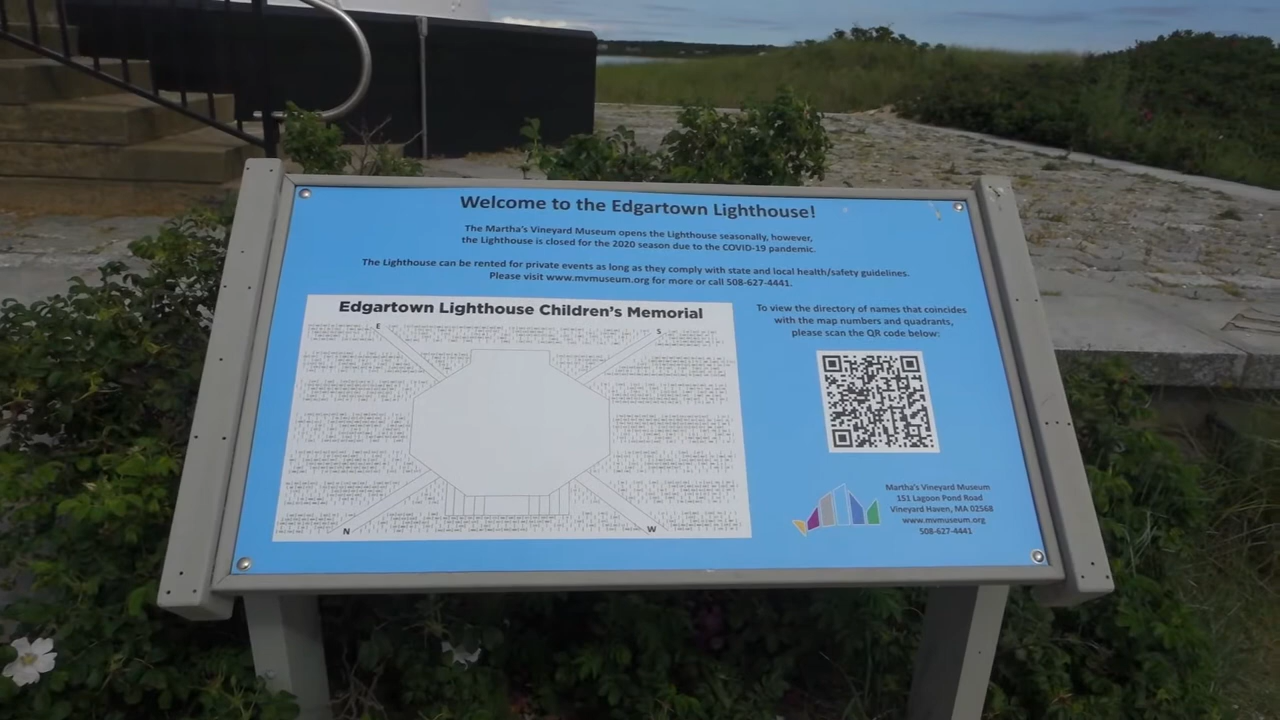 Welcome to the Edgartown Lighthouse!
The Martha's Vineyard Museum opens the Lighthouse seasonally, however,
the Lighthouse is closed for the 2020 season due to the COVID-19 pandemic.
The Lighthouse can be rented for private events as long as they comply with state and local health/safety guidelines.
Please visit www.mvmuseum.org for more or call 508-627-4441.
Edgartown Lighthouse Children's Memorial
E
S
N
W
To view the directory of names that coincides
with the map numbers and quadrants,
please scan the QR code below:
Martha's Vineyard Museum
151 Lagoon Pond Road
Vineyard Haven, MA 02568
www.mvmuseum.org
508-627-4441